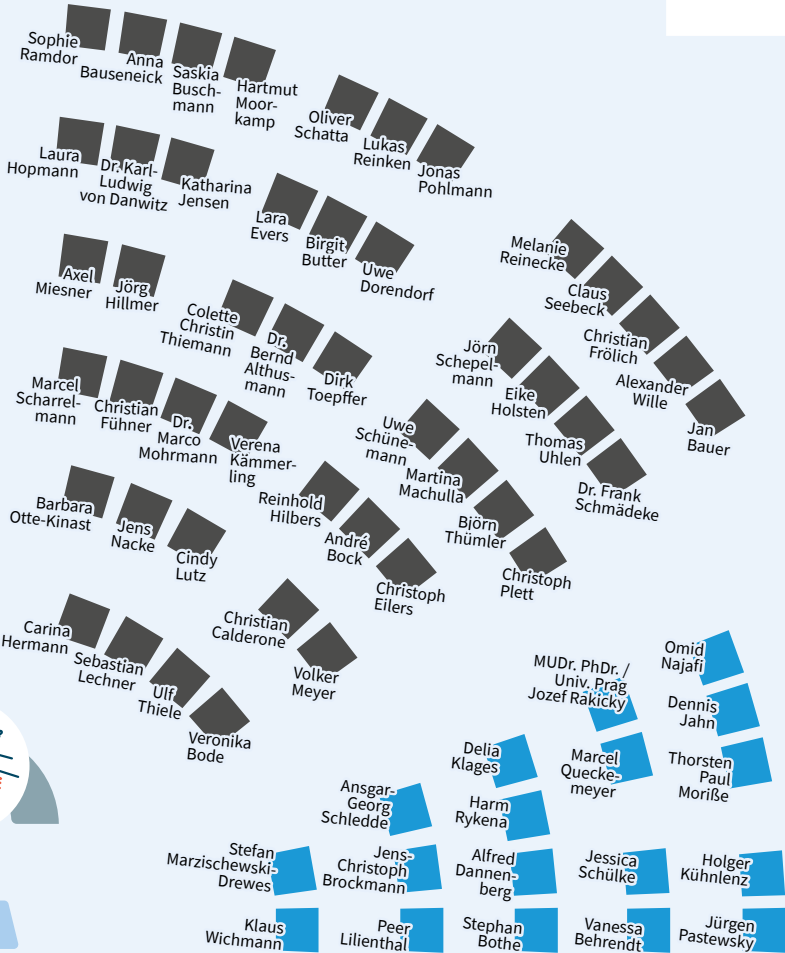 Sophie
Ramdor
Anna
Bauseneick
Saskia
Busch-
mann
Hartmut
Moor-
kamp
Oliver
Schatta
Lukas
Reinken
Jonas
Pohlmann
Laura
Hopmann
Dr. Karl-
Ludwig
von Danwitz
Katharina
Jensen
Lara
Evers
Birgit
Butter
Uwe
Dorendorf
Melanie
Reinecke
Claus
Seebeck
Christian
Frölich
Alexander
Wille
Jan
Bauer
Axel
Miesner
Jörg
Hillmer
Colette
Christin
Thiemann
Dr.
Bernd
Althus-
mann
Dirk
Toepffer
Jörn
Schepel-
mann
Eike
Holsten
Thomas
Uhlen
Dr. Frank
Schmädeke
Marcel
Scharrel-
mann
Christian
Fühner
Dr.
Marco
Mohrmann
Verena
Kämmer-
ling
Uwe
Schüne-
mann
Martina
Machulla
Björn
Thümler
Christoph
Plett
Reinhold
Hilbers
André
Bock
Christoph
Eilers
Barbara
Otte-Kinast
Jens
Nacke
Cindy
Lutz
Christian
Calderone
Volker
Meyer
Carina
Hermann
Sebastian
Lechner
Ulf
Thiele
Veronika
Bode
MUDr. PhDr. /
Univ. Prag
Jozef Rakicky
Omid
Najafi
Dennis
Jahn
Delia
Klages
Marcel
Quecke-
meyer
Thorsten
Paul
Moriße
Ansgar-
Georg
Schledde
Harm
Rykena
Stefan
Marzischewski-
Drewes
Jens-
Christoph
Brockmann
Alfred
Dannen-
berg
Jessica
Schülke
Holger
Kühnlenz
Klaus
Wichmann
Peer
Lilienthal
Stephan
Bothe
Vanessa
Behrendt
Jürgen
Pastewsky